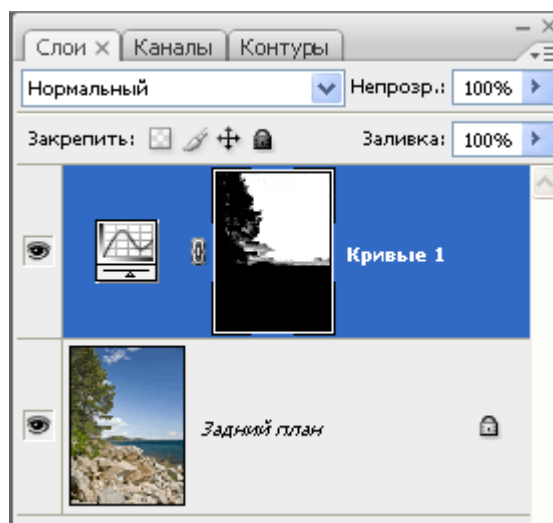 Слои × Каналы Контуры
Нормальный Непрозр.: 100%
Закрепить: Заливка: 100%
Кривые 1
Задний план